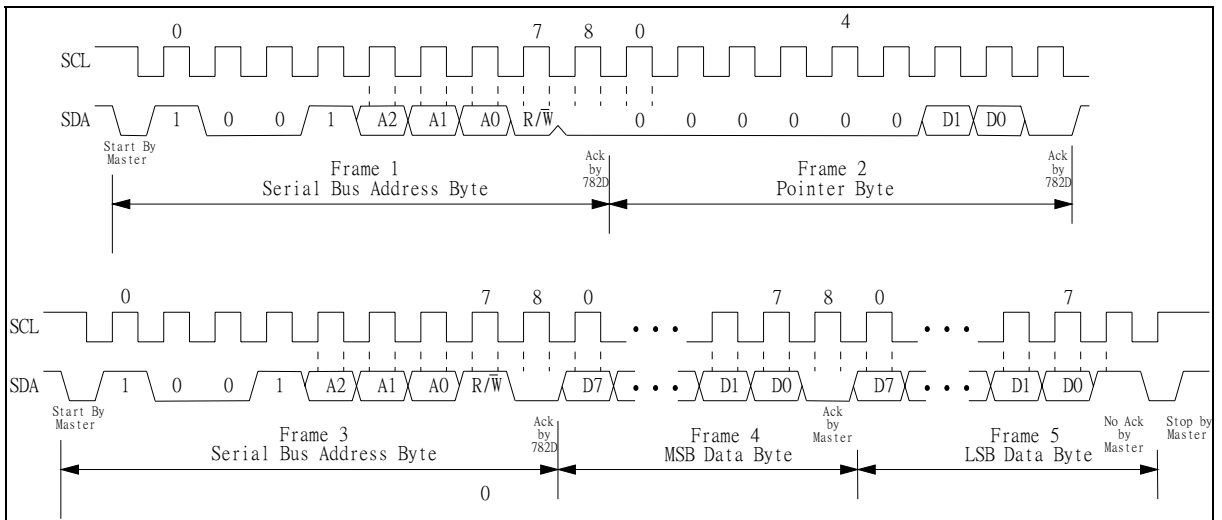 0 7 8 0 4
SCL
SDA 1 0 0 1 A2 A1 A0 R/W̅ 0 0 0 0 0 0 D1 D0
Start By
Master
Frame 1
Serial Bus Address Byte
Ack
by
782D
Frame 2
Pointer Byte
Ack
by
782D
0 7 8 0 7 8 0 7
SCL • • • • • •
SDA 1 0 0 1 A2 A1 A0 R/W̅ D7 • • • D1 D0 D7 • • • D1 D0
Start By
Master
Frame 3
Serial Bus Address Byte
Ack
by
782D
Frame 4
MSB Data Byte
Ack
by
Master
Frame 5
LSB Data Byte
No Ack
by
Master
Stop by
Master
0